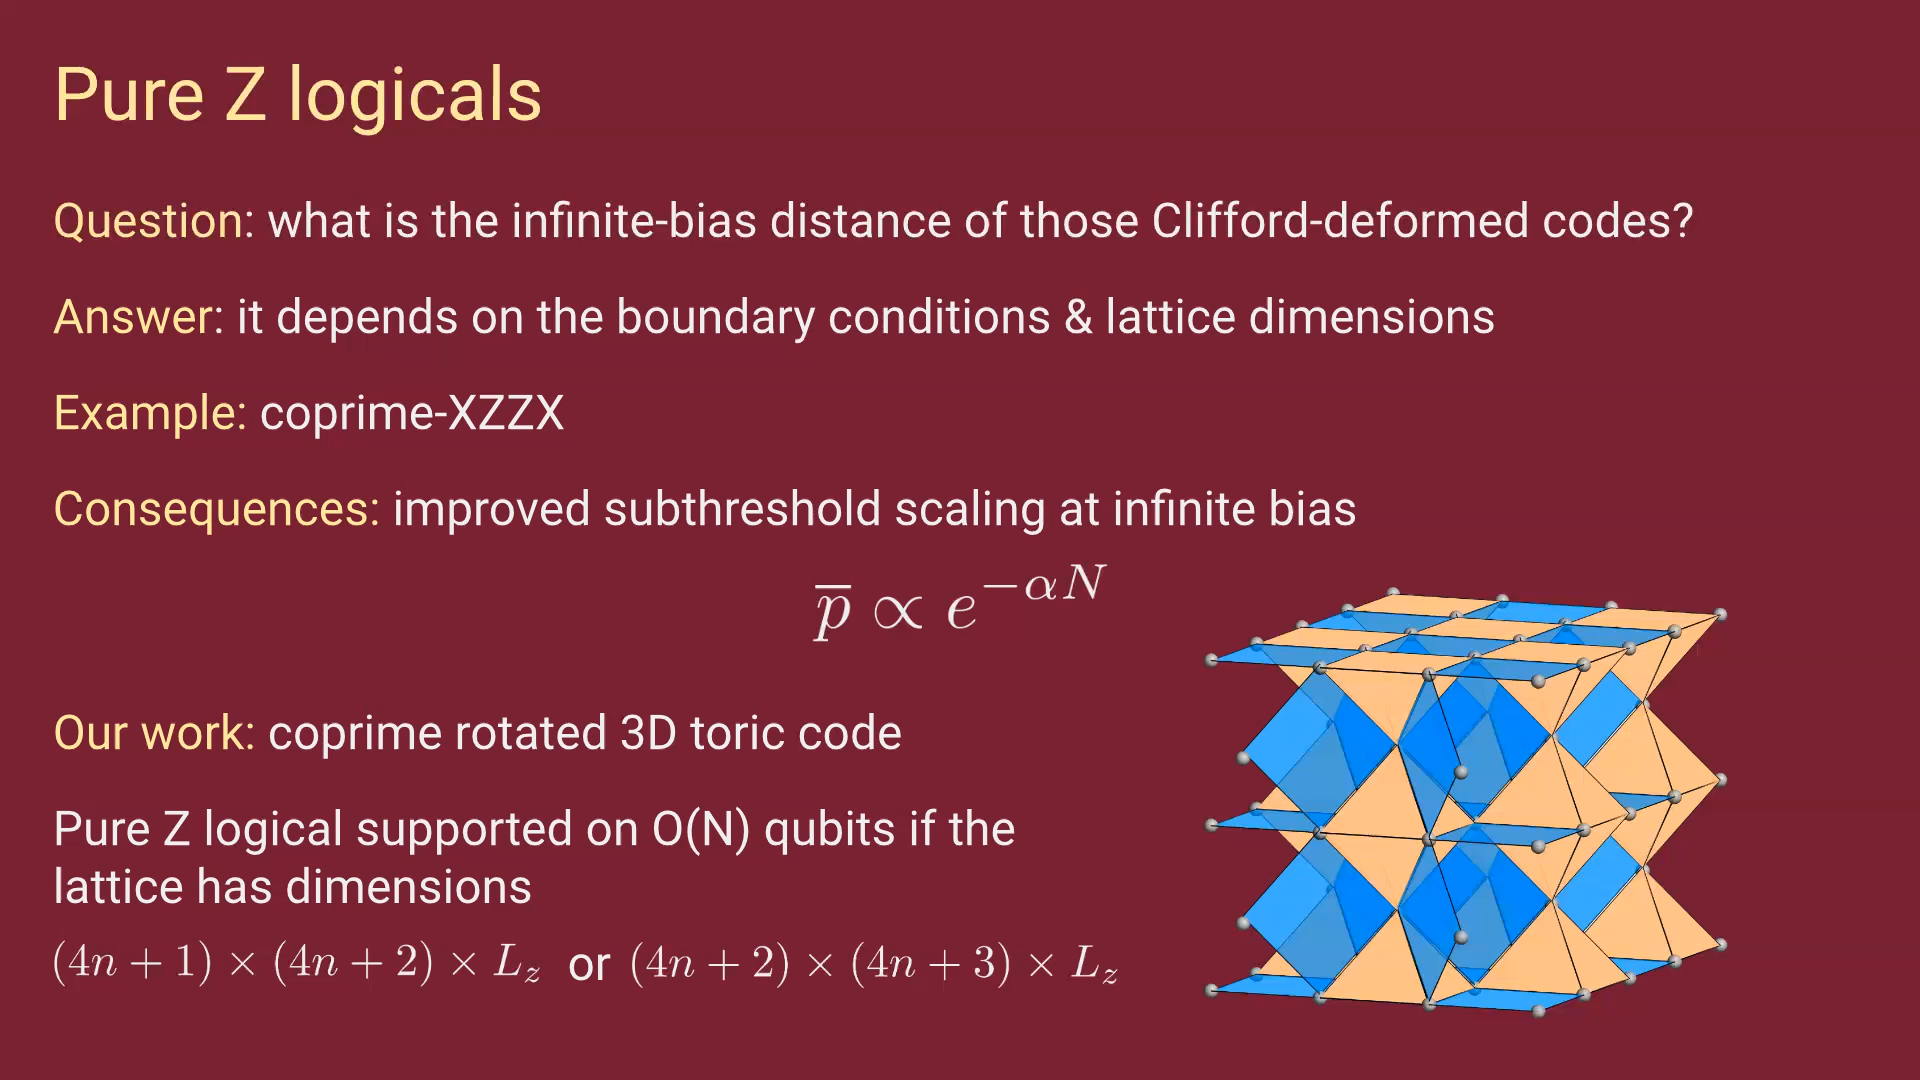 Pure Z logicals
Question: what is the infinite-bias distance of those Clifford-deformed codes?
Answer: it depends on the boundary conditions & lattice dimensions
Example: coprime-XZZX
Consequences: improved subthreshold scaling at infinite bias
$\overline{p} \propto e^{-\alpha N}$
Our work: coprime rotated 3D toric code
Pure Z logical supported on O(N) qubits if the
lattice has dimensions
$(4n+1) \times (4n+2) \times L_z$ or $(4n+2) \times (4n+3) \times L_z$